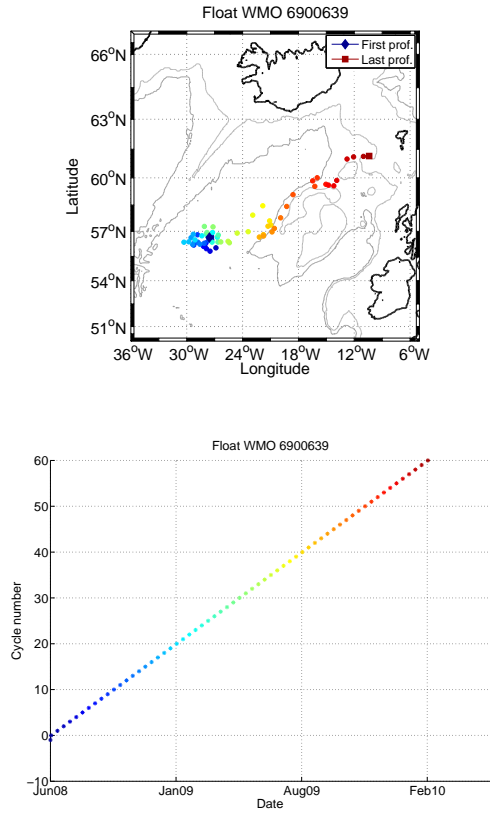 Float WMO 6900639
First prof.
Last prof.
66°N
63°N
60°N
57°N
54°N
51°N
Latitude
36°W 30°W 24°W 18°W 12°W 6°W
Longitude
Float WMO 6900639
60
50
40
30
20
10
0
−10
Cycle number
Jun08 Jan09 Aug09 Feb10
Date